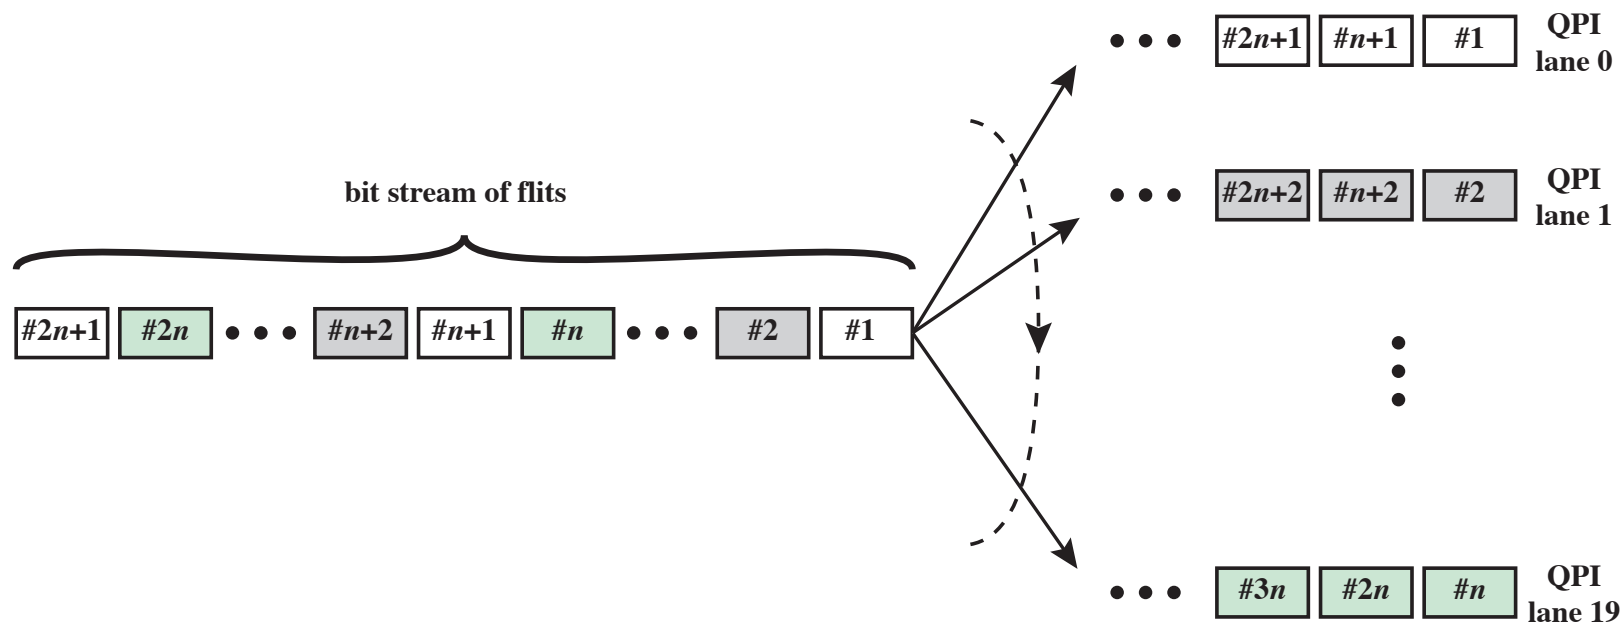 #2n+1 #n+1 #1 QPI
lane 0
#2n+2 #n+2 #2 QPI
lane 1
bit stream of flits
#2n+1 #2n #n+2 #n+1 #n #2 #1
#3n #2n #n QPI
lane 19